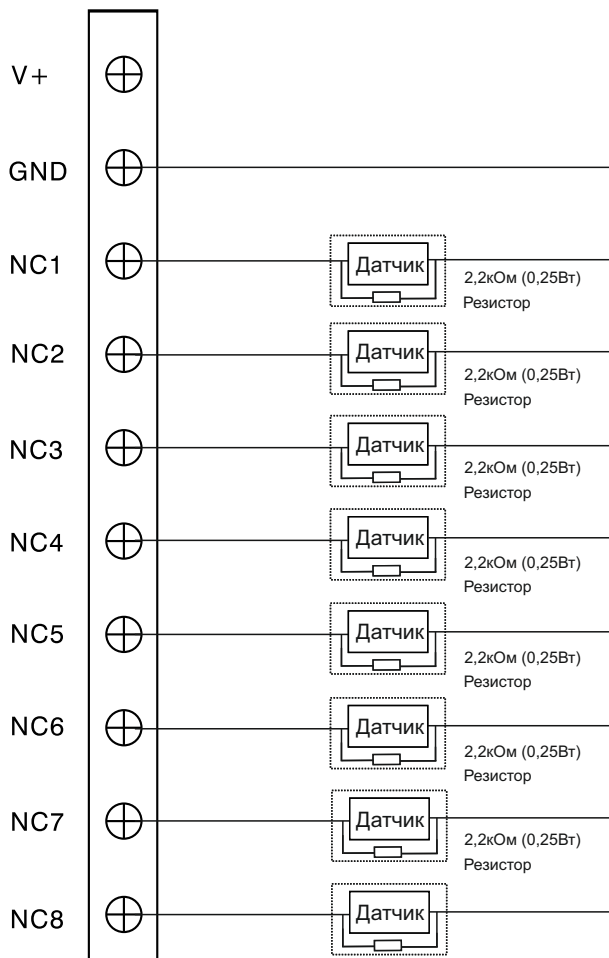 V+
GND
NC1
Датчик
2,2кОм (0,25Вт)
Резистор
NC2
Датчик
2,2кОм (0,25Вт)
Резистор
NC3
Датчик
2,2кОм (0,25Вт)
Резистор
NC4
Датчик
2,2кОм (0,25Вт)
Резистор
NC5
Датчик
2,2кОм (0,25Вт)
Резистор
NC6
Датчик
2,2кОм (0,25Вт)
Резистор
NC7
Датчик
2,2кОм (0,25Вт)
Резистор
NC8
Датчик